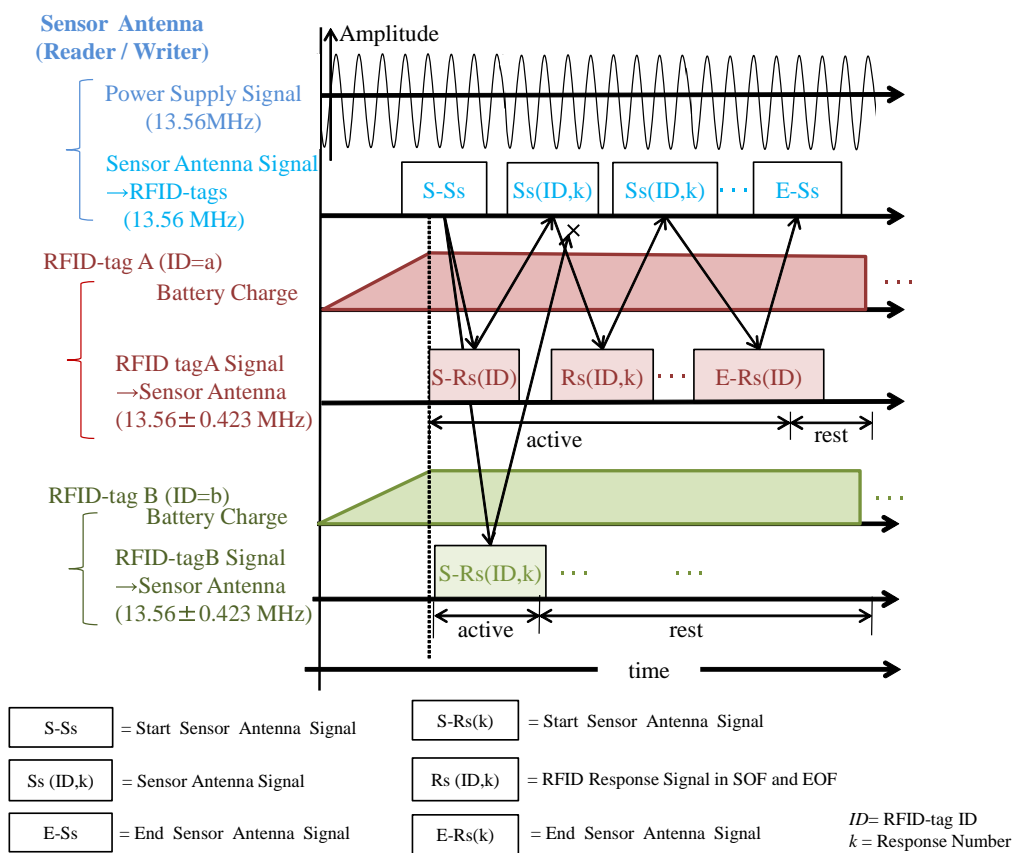 Sensor Antenna
(Reader / Writer)
Amplitude
Power Supply Signal
(13.56MHz)
Sensor Antenna Signal
→RFID-tags
(13.56 MHz)
S-Ss
Ss(ID,k)
Ss(ID,k)
···
E-Ss
×
RFID-tag A (ID=a)
Battery Charge
···
RFID tagA Signal
→Sensor Antenna
(13.56±0.423 MHz)
S-Rs(ID)
Rs(ID,k)
···
E-Rs(ID)
active
rest
RFID-tag B (ID=b)
Battery Charge
···
RFID-tagB Signal
→Sensor Antenna
(13.56±0.423 MHz)
S-Rs(ID,k)
···
···
active
rest
time
S-Ss = Start Sensor Antenna Signal
S-Rs(k) = Start Sensor Antenna Signal
Ss (ID,k) = Sensor Antenna Signal
Rs (ID,k) = RFID Response Signal in SOF and EOF
E-Ss = End Sensor Antenna Signal
E-Rs(k) = End Sensor Antenna Signal
ID= RFID-tag ID
k = Response Number